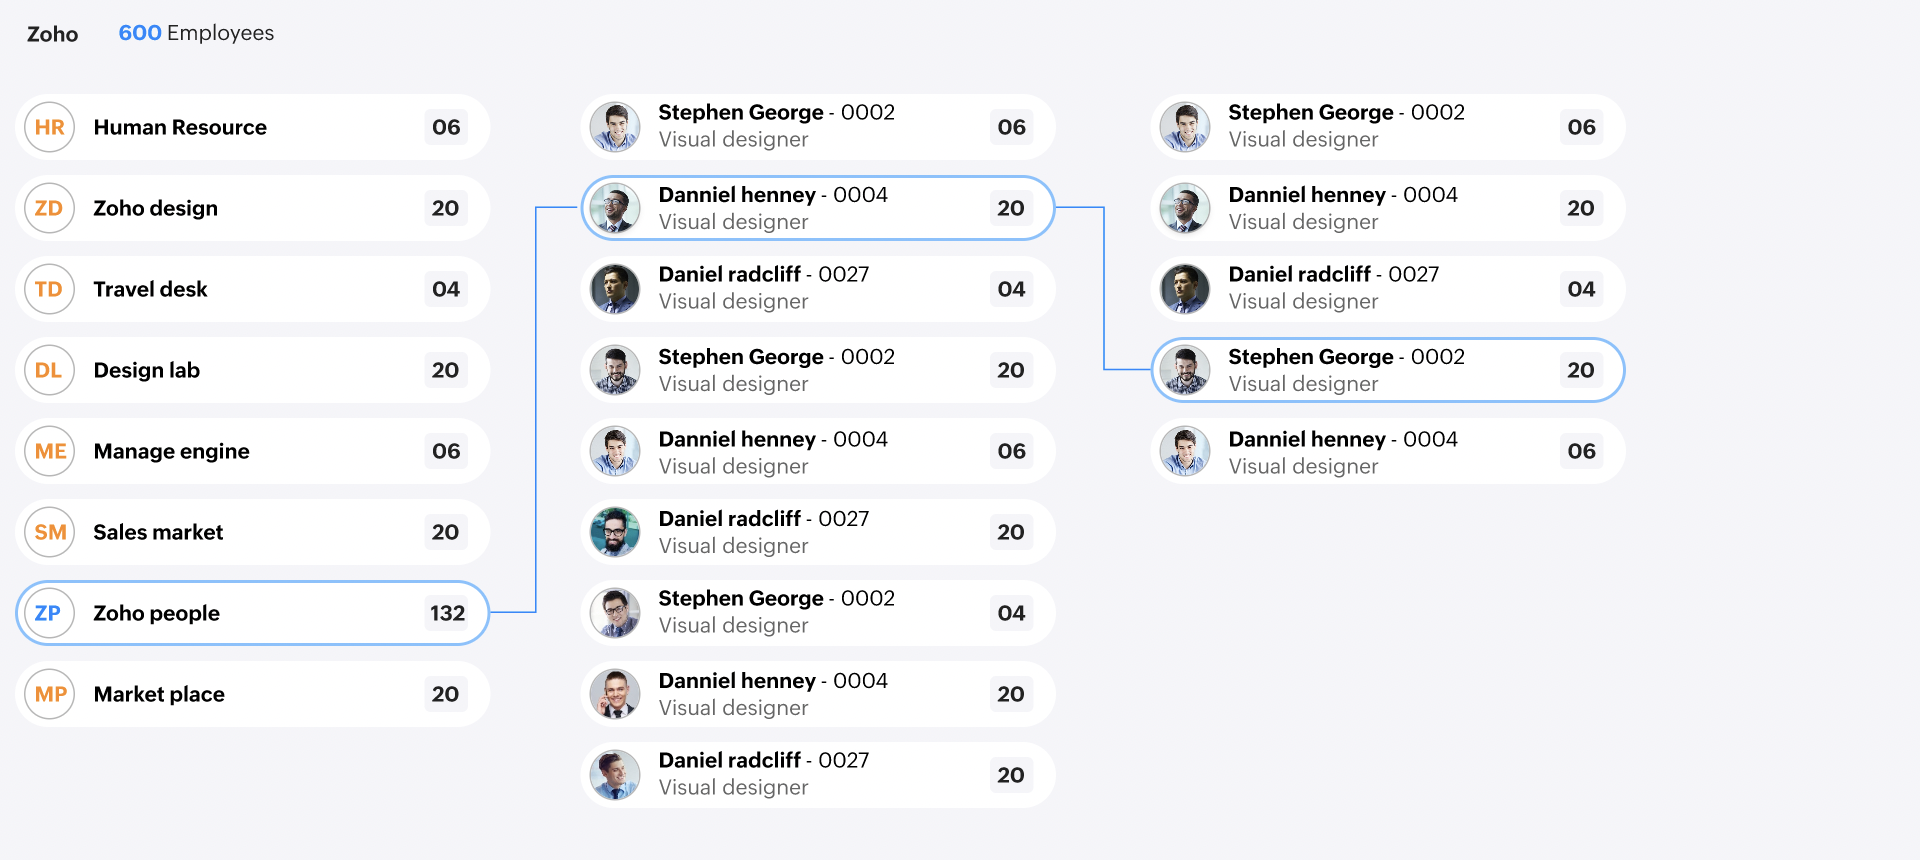 Zoho 600 Employees
HR Human Resource 06
ZD Zoho design 20
TD Travel desk 04
DL Design lab 20
ME Manage engine 06
SM Sales market 20
ZP Zoho people 132
MP Market place 20
Stephen George - 0002
Visual designer
06
Danniel henney - 0004
Visual designer
20
Daniel radcliff - 0027
Visual designer
04
Stephen George - 0002
Visual designer
20
Danniel henney - 0004
Visual designer
06
Daniel radcliff - 0027
Visual designer
20
Stephen George - 0002
Visual designer
04
Danniel henney - 0004
Visual designer
20
Daniel radcliff - 0027
Visual designer
20
Stephen George - 0002
Visual designer
06
Danniel henney - 0004
Visual designer
20
Daniel radcliff - 0027
Visual designer
04
Stephen George - 0002
Visual designer
20
Danniel henney - 0004
Visual designer
06